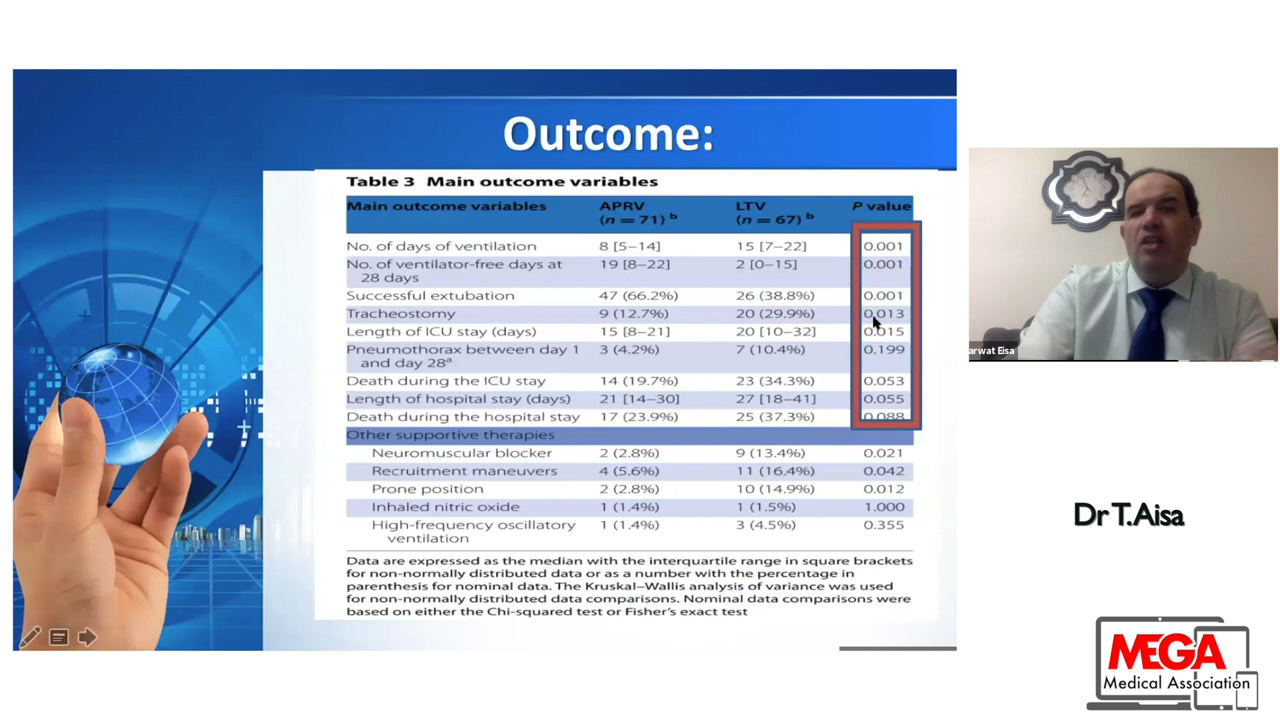 Outcome:
Table 3 Main outcome variables
Main outcome variables APRV LTV P value
(n = 71) b (n = 67) b
No. of days of ventilation 8 [5–14] 15 [7–22] 0.001
No. of ventilator-free days at 19 [8–22] 2 [0–15] 0.001
28 days
Successful extubation 47 (66.2%) 26 (38.8%) 0.001
Tracheostomy 9 (12.7%) 20 (29.9%) 0.013
Length of ICU stay (days) 15 [8–21] 20 [10–32] 0.015
Pneumothorax between day 1 3 (4.2%) 7 (10.4%) 0.199
and day 28a
Death during the ICU stay 14 (19.7%) 23 (34.3%) 0.053
Length of hospital stay (days) 21 [14–30] 27 [18–41] 0.055
Death during the hospital stay 17 (23.9%) 25 (37.3%) 0.088
Other supportive therapies
Neuromuscular blocker 2 (2.8%) 9 (13.4%) 0.021
Recruitment maneuvers 4 (5.6%) 11 (16.4%) 0.042
Prone position 2 (2.8%) 10 (14.9%) 0.012
Inhaled nitric oxide 1 (1.4%) 1 (1.5%) 1.000
High-frequency oscillatory 1 (1.4%) 3 (4.5%) 0.355
ventilation
Data are expressed as the median with the interquartile range in square brackets
for non-normally distributed data or as a number with the percentage in
parenthesis for nominal data. The Kruskal–Wallis analysis of variance was used
for non-normally distributed data comparisons. Nominal data comparisons were
based on either the Chi-squared test or Fisher's exact test
arwat Eisa
Dr T.Aisa
MEGA
Medical Association